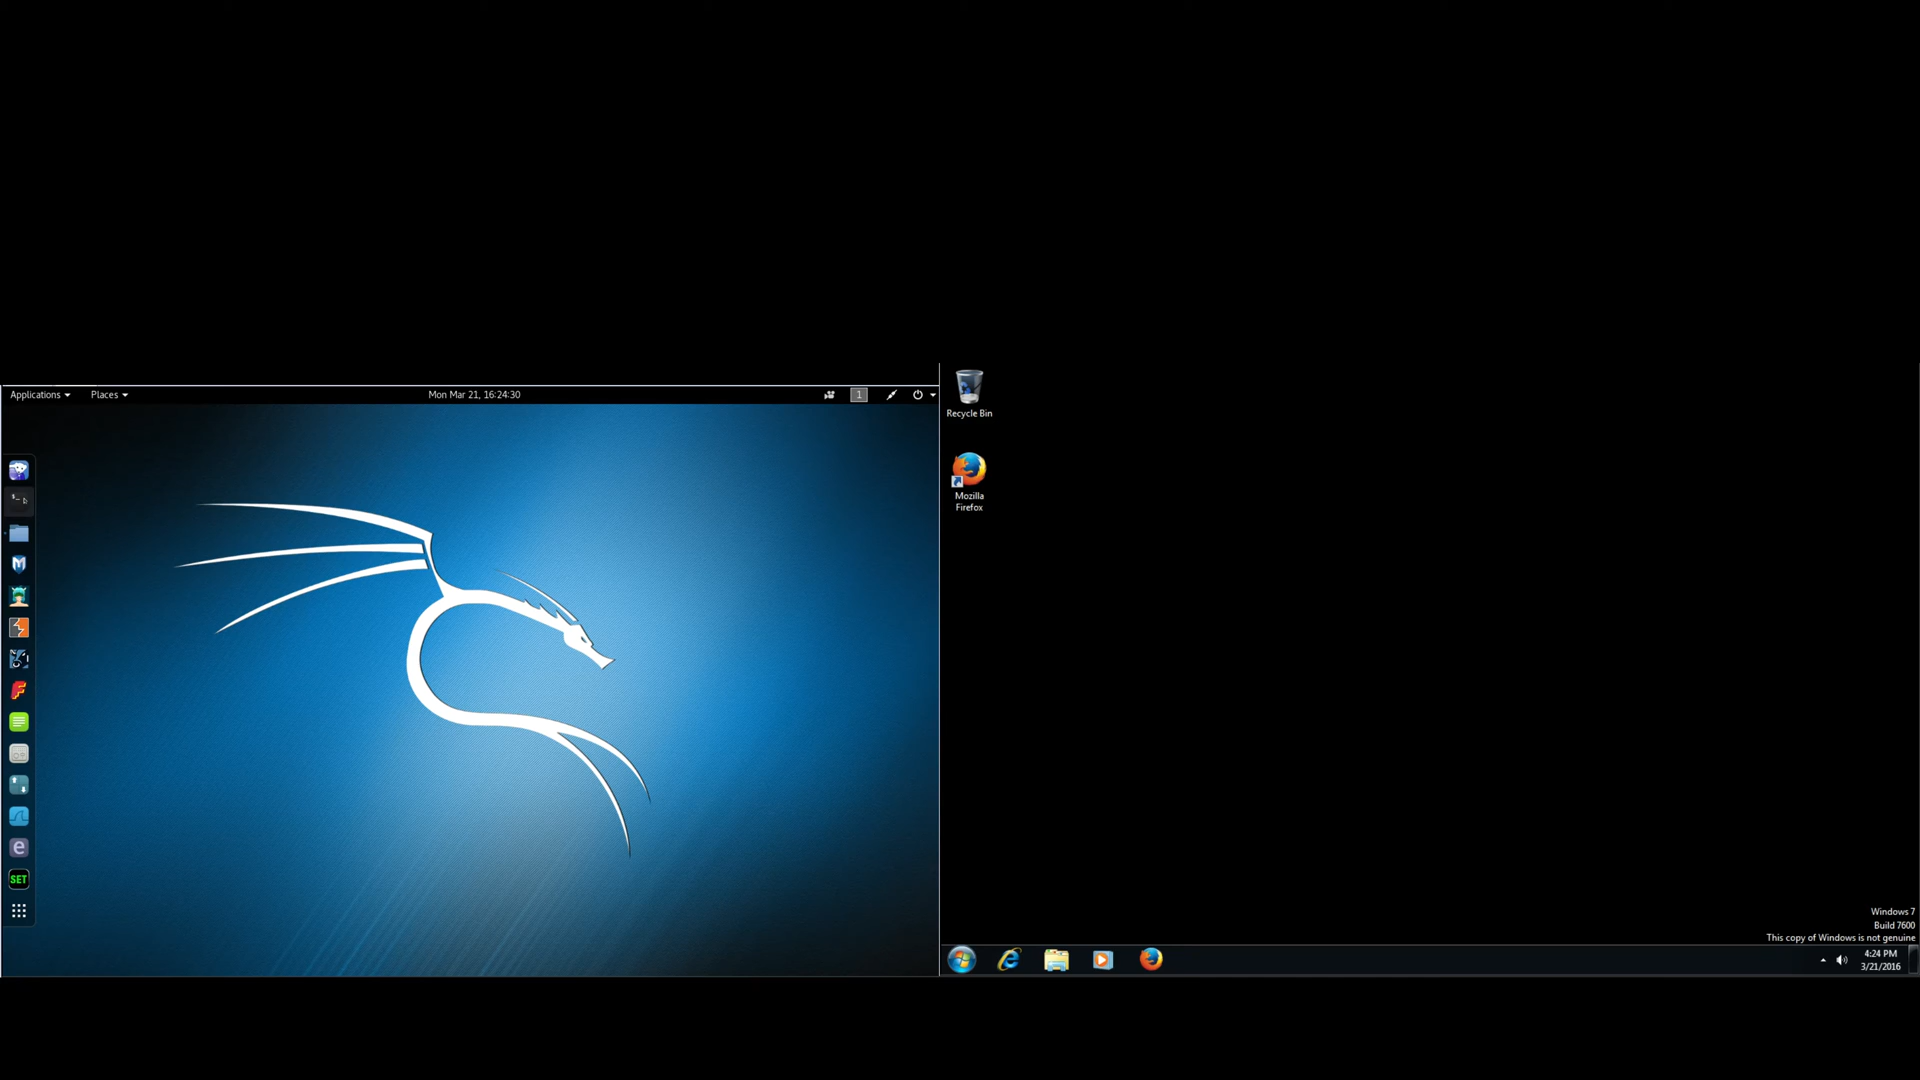 Applications
Places
Mon Mar 21, 16:24:30
1
Recycle Bin
Mozilla
Firefox
SET
Windows 7
Build 7600
This copy of Windows is not genuine
4:24 PM
3/21/2016